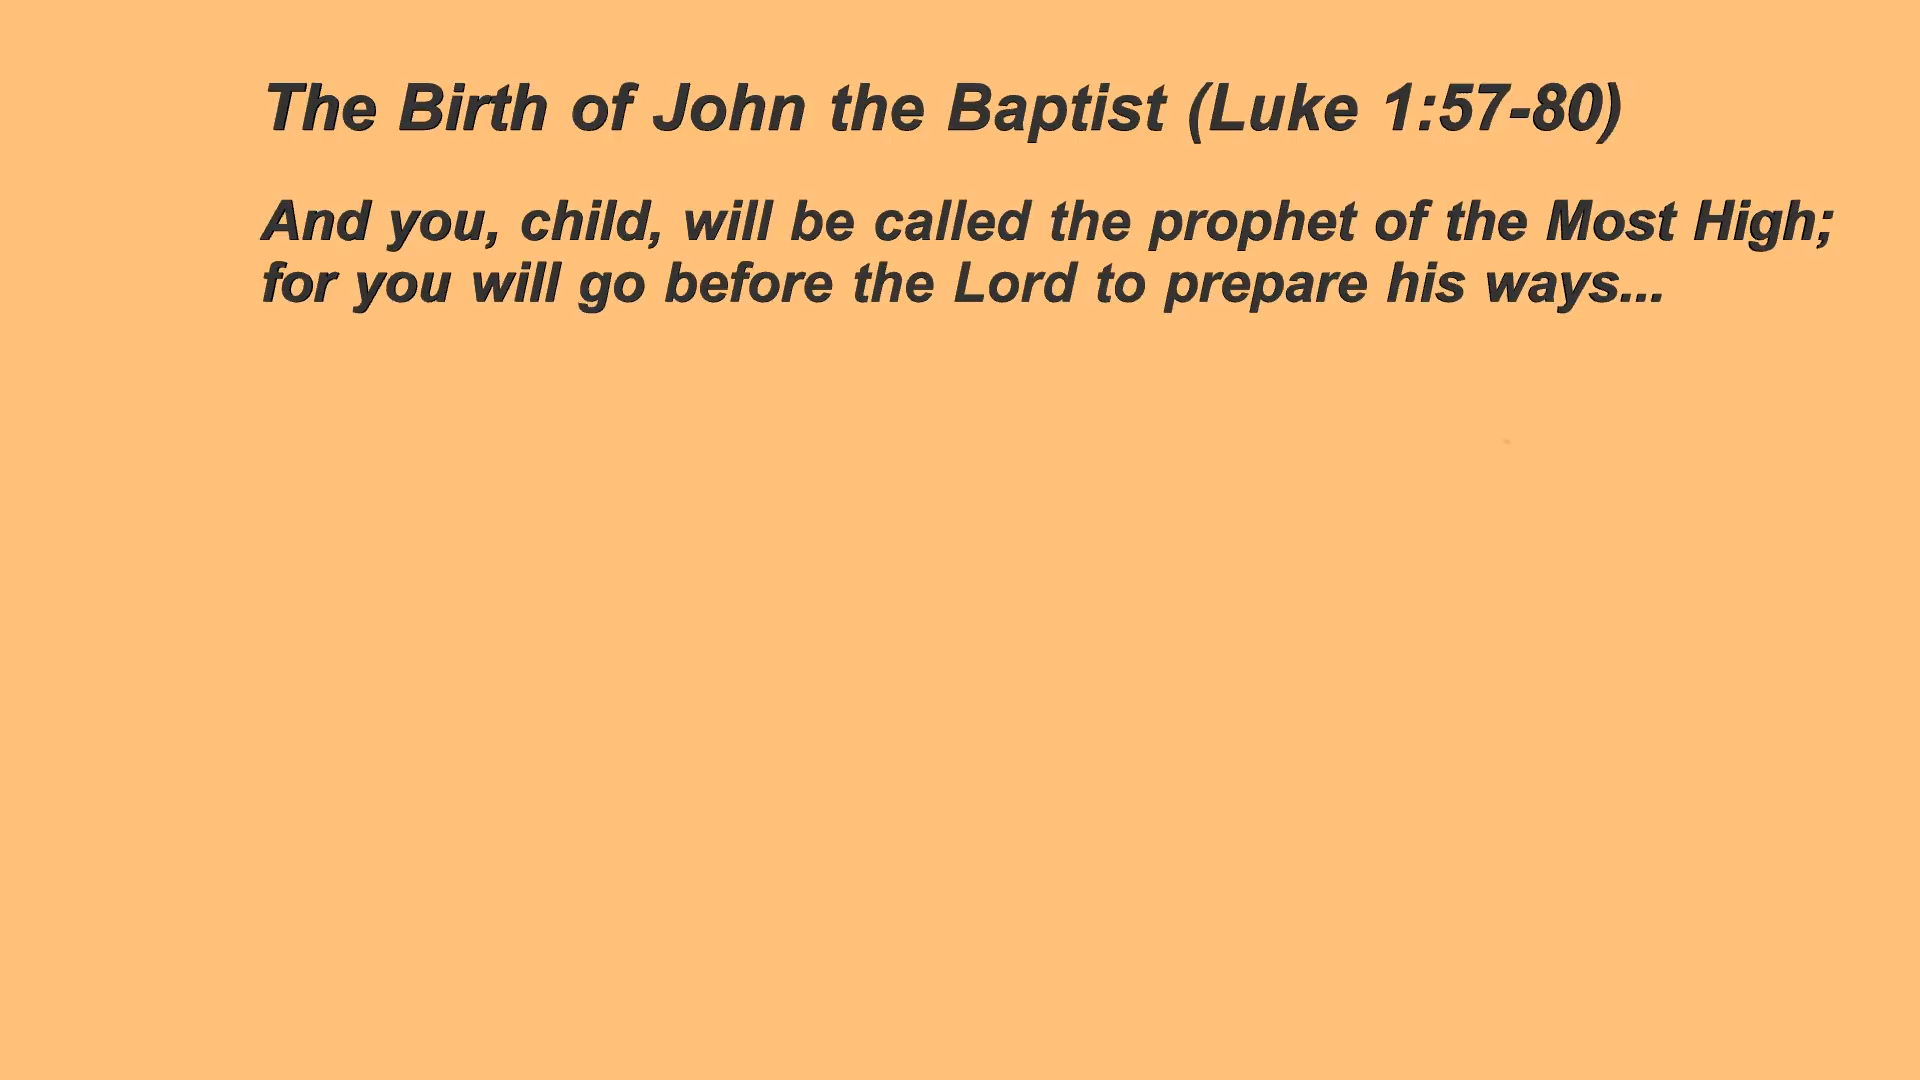 The Birth of John the Baptist (Luke 1:57-80)
And you, child, will be called the prophet of the Most High;
for you will go before the Lord to prepare his ways...